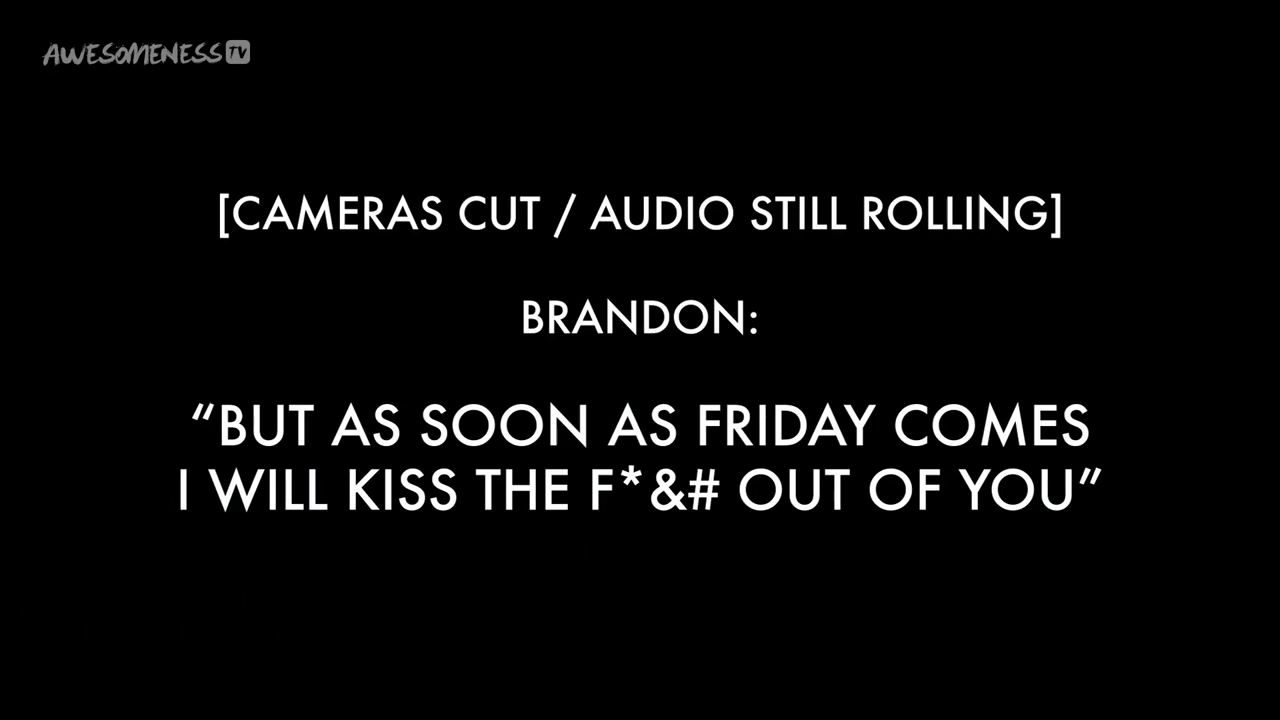 AWESOMENESS TV
[CAMERAS CUT / AUDIO STILL ROLLING]
BRANDON:
“BUT AS SOON AS FRIDAY COMES
I WILL KISS THE F*&# OUT OF YOU”